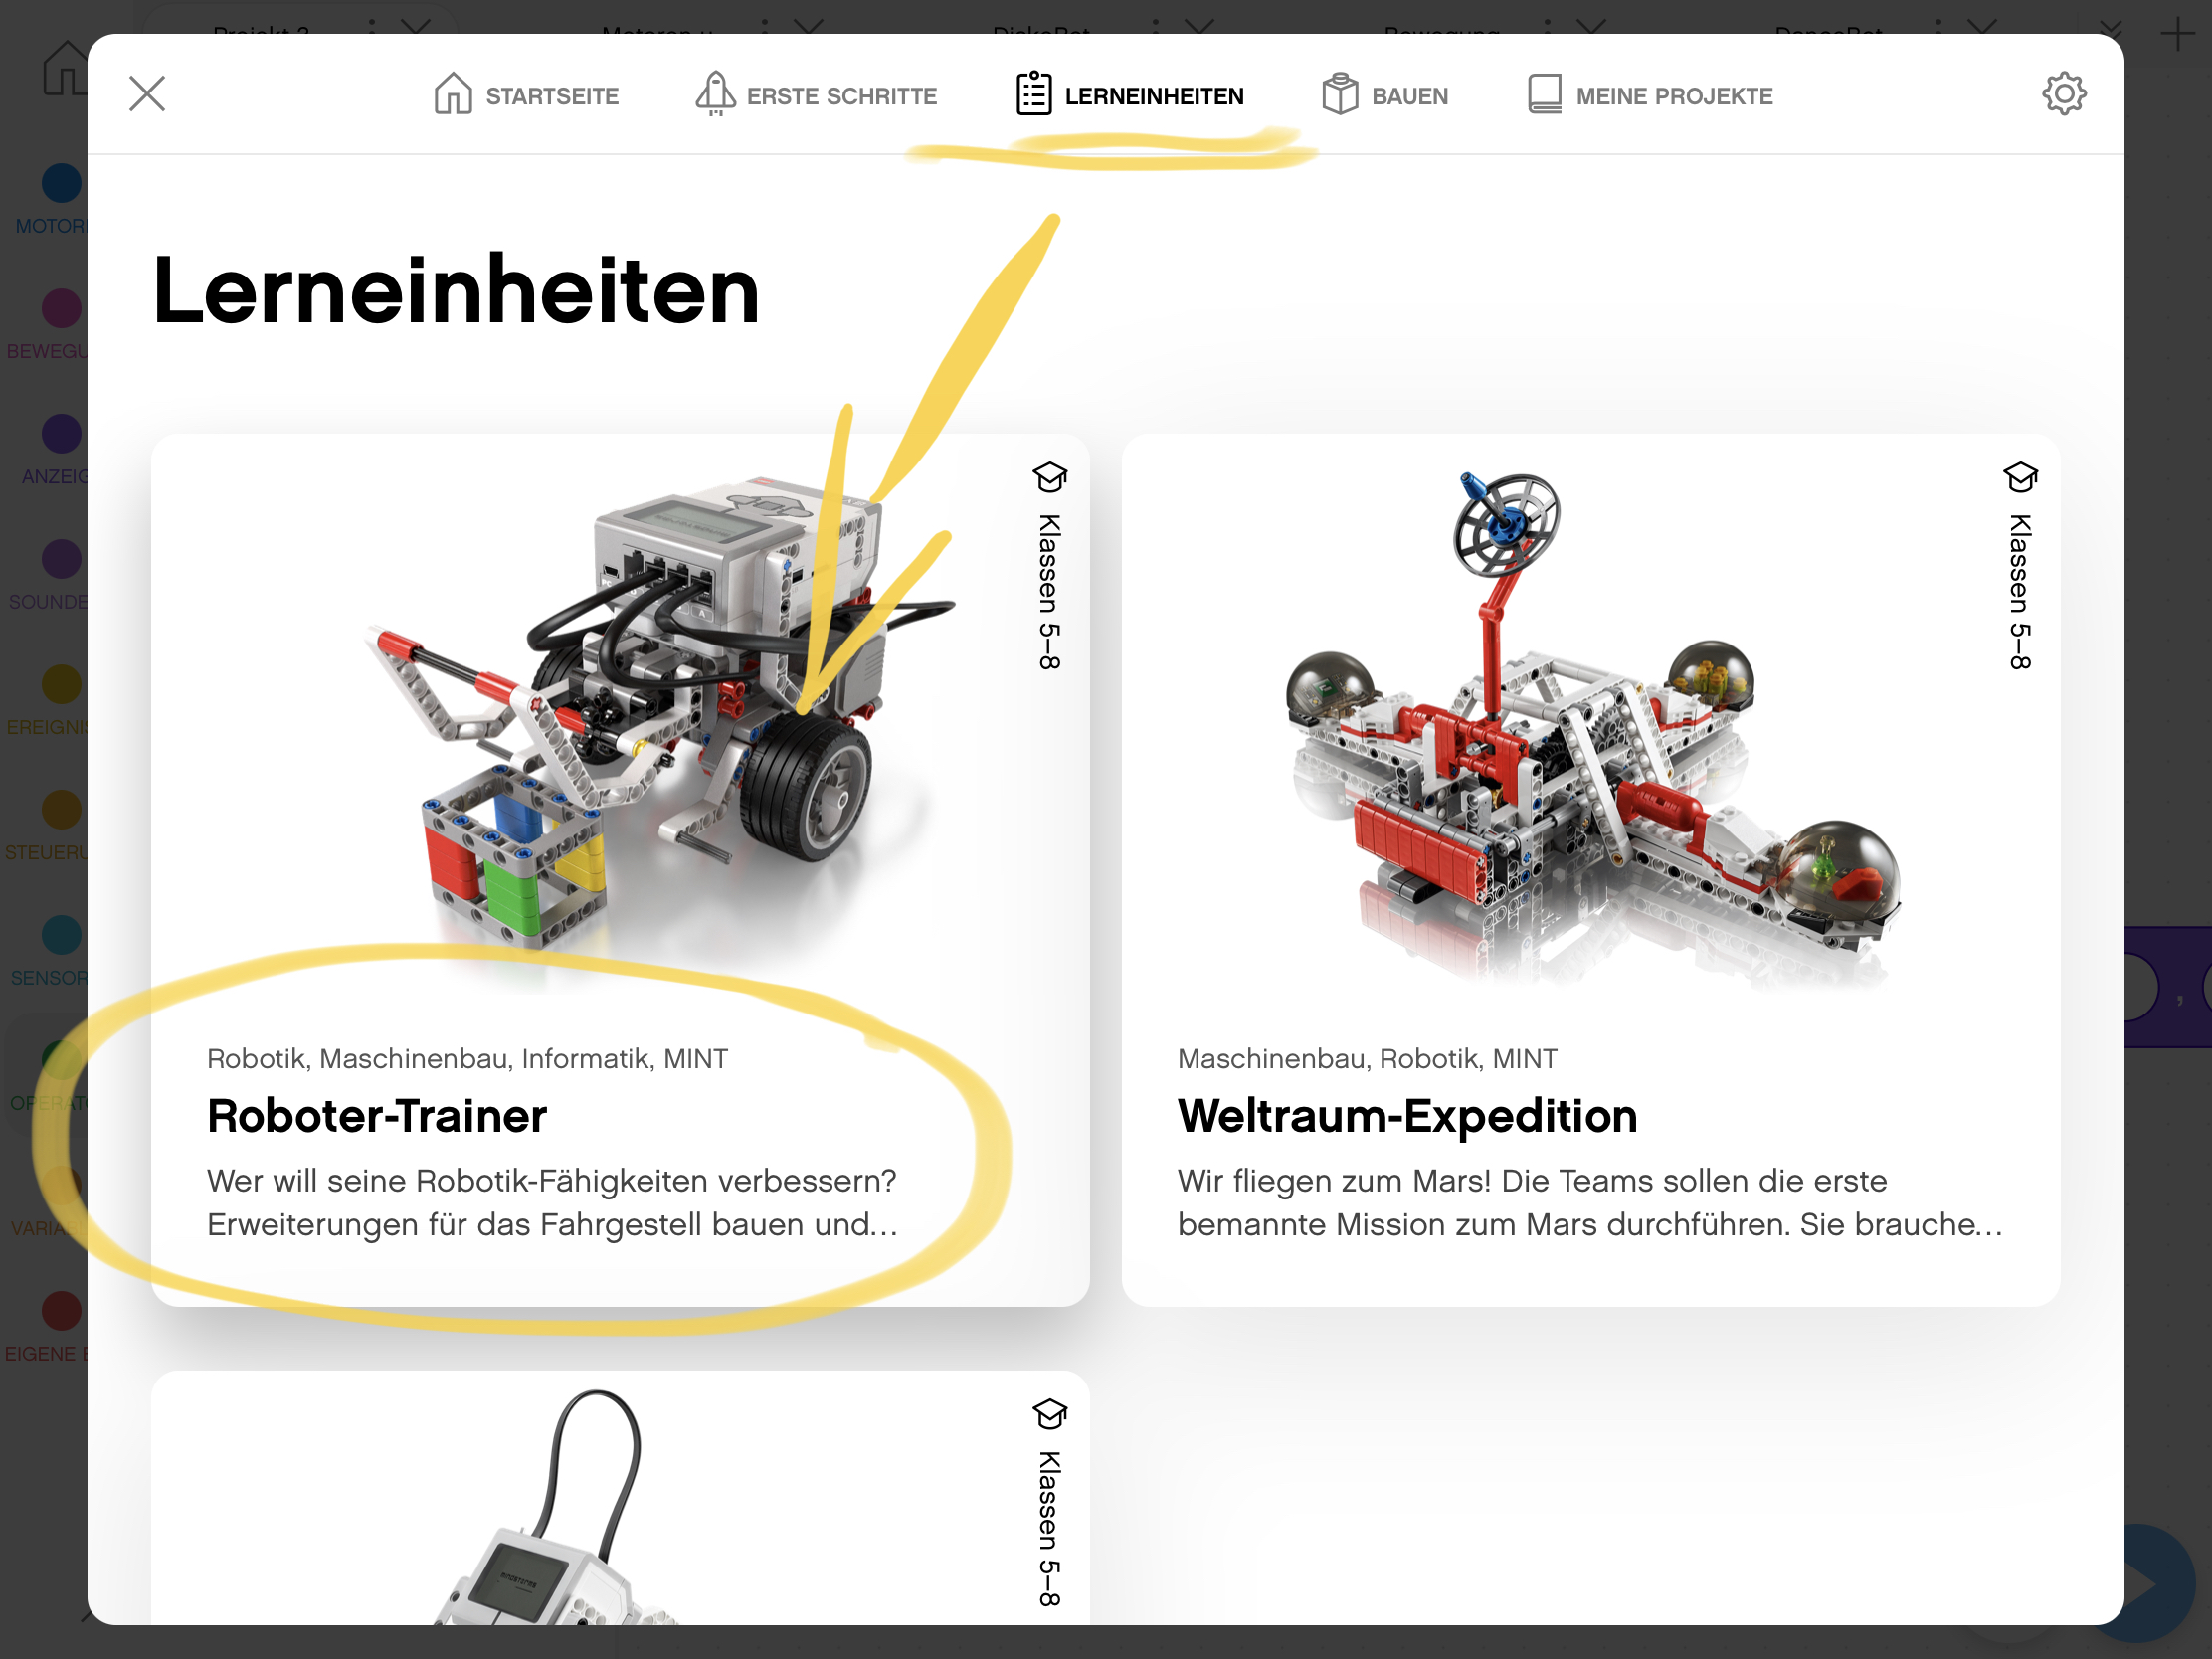 Projekt 2
Motoren u
DiskoBot
Bewegung
DanceBot
STARTSEITE
ERSTE SCHRITTE
LERNEINHEITEN
BAUEN
MEINE PROJEKTE
MOTOR
BEWEGU
ANZEIG
SOUNDE
EREIGNI
STEUERU
SENSOR
OPERAT
VARIA
EIGENE
Lerneinheiten
Klassen 5–8
Robotik, Maschinenbau, Informatik, MINT
Roboter-Trainer
Wer will seine Robotik-Fähigkeiten verbessern?
Erweiterungen für das Fahrgestell bauen und...
Klassen 5–8
Maschinenbau, Robotik, MINT
Weltraum-Expedition
Wir fliegen zum Mars! Die Teams sollen die erste
bemannte Mission zum Mars durchführen. Sie brauche...
Klassen 5–8
,